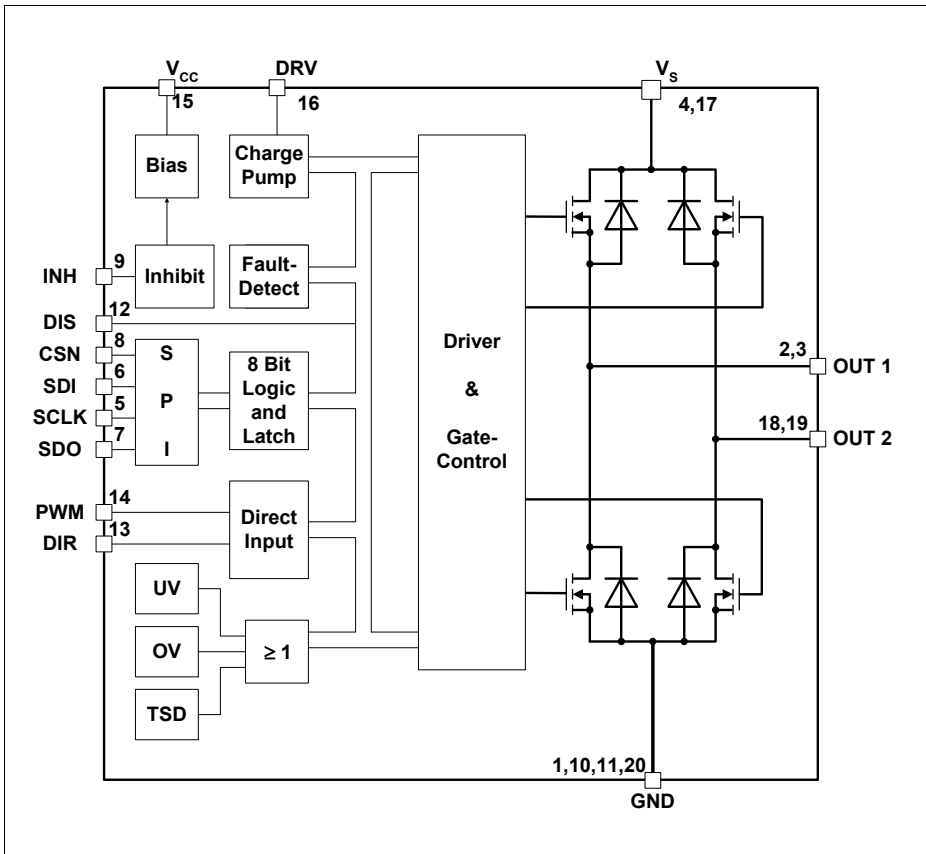 VCC
DRV
VS
15
16
4,17
Bias
Charge
Pump
INH
9
Inhibit
Fault-
Detect
DIS
12
CSN
8
SDI
6
SCLK
5
SDO
7
S
P
I
8 Bit
Logic
and
Latch
Driver
&
Gate-
Control
2,3
OUT 1
18,19
OUT 2
PWM
14
DIR
13
Direct
Input
UV
OV
TSD
≥ 1
1,10,11,20
GND